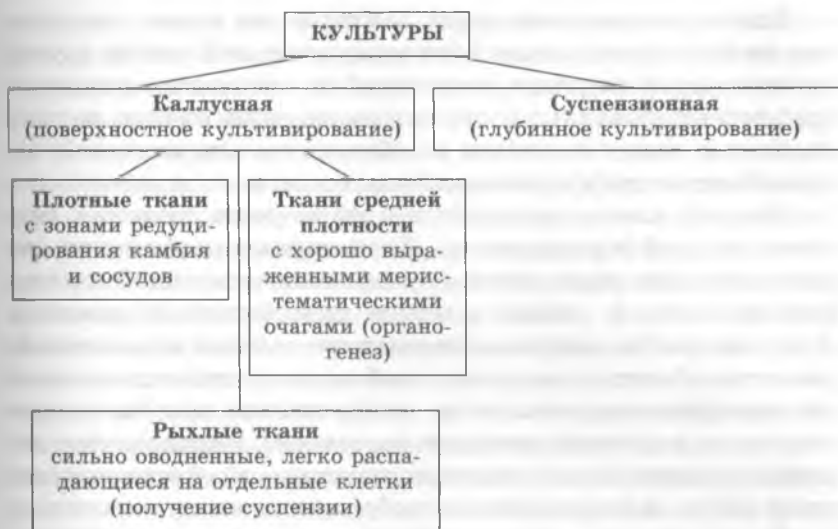 КУЛЬТУРЫ
Каллусная
(поверхностное культивирование)
Суспензионная
(глубинное культивирование)
Плотные ткани
с зонами редуци-
рования камбия
и сосудов
Ткани средней
плотности
с хорошо выра-
женными мерис-
тематическими
очагами (органо-
генез)
Рыхлые ткани
сильно оводненные, легко распа-
дающиеся на отдельные клетки
(получение суспензии)